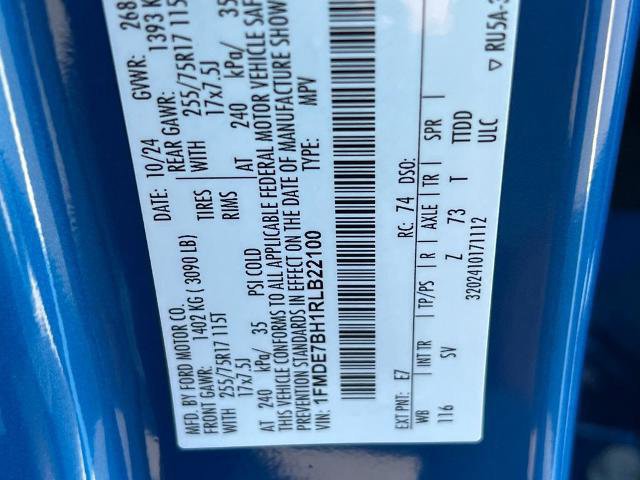 MFD. BY FORD MOTOR CO.
DATE: 10/24 GVWR: 268
FRONT GAWR: 1402 KG ( 3090 LB) REAR GAWR: 1393 K
WITH 255/75R17 115T TIRES WITH 255/75R17 115
17x7.5J RIMS 17x7.5J
AT 240 kPa/ 35 PSI COLD AT 240 kPa/ 35
THIS VEHICLE CONFORMS TO ALL APPLICABLE FEDERAL MOTOR VEHICLE SAF
PREVENTION STANDARDS IN EFFECT ON THE DATE OF MANUFACTURE SHOW
VIN: 1FMDE7BH1RLB22100 TYPE: MPV
EXT PNT: E7 RC: 74 DSO:
WB INT TR TP/PS R AXLE TR SPR
116 SV Z 73 T TTDD
3202410171112 ULC
▽ RU5A-3